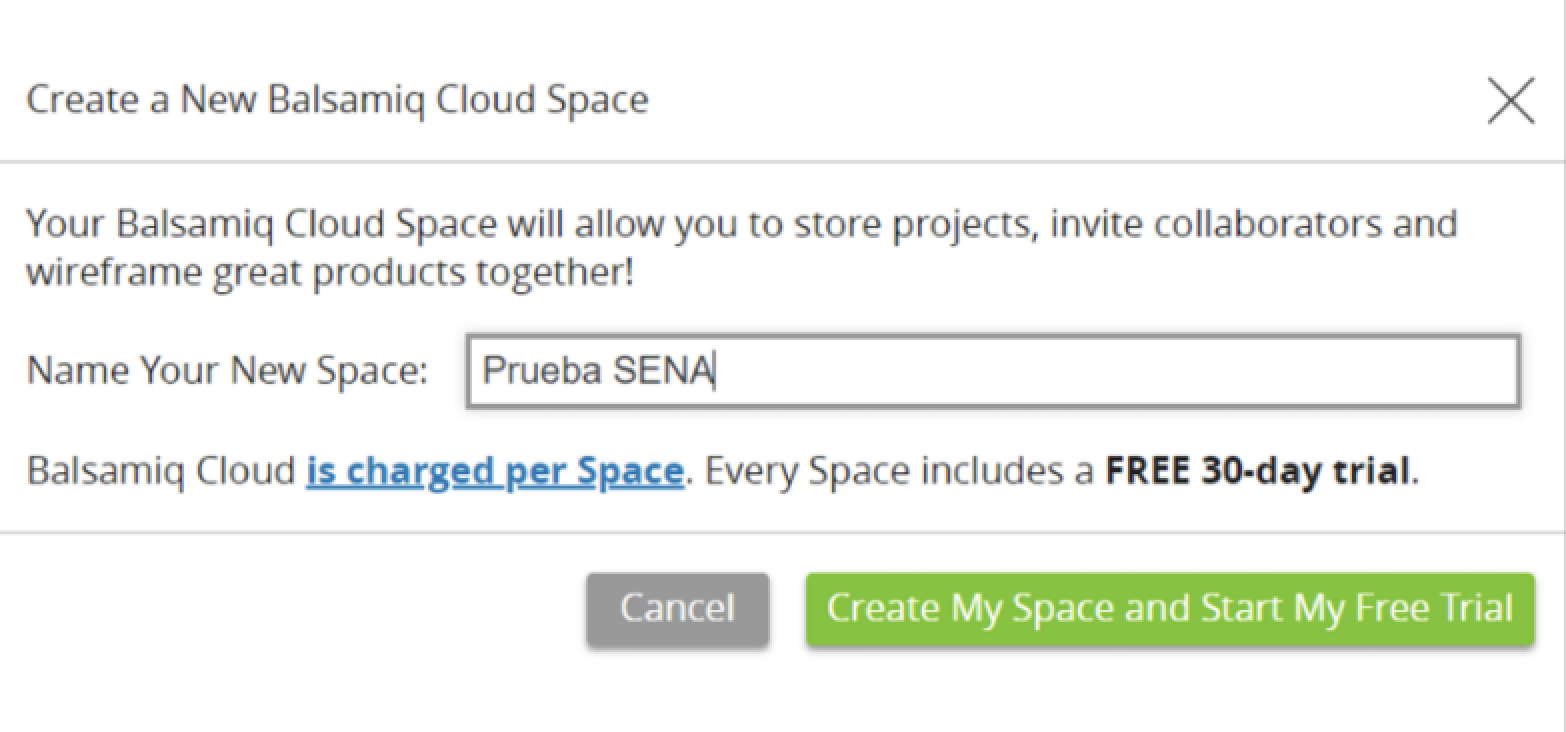 Create a New Balsamiq Cloud Space
Your Balsamiq Cloud Space will allow you to store projects, invite collaborators and
wireframe great products together!
Name Your New Space: Prueba SENA
Balsamiq Cloud is charged per Space. Every Space includes a FREE 30-day trial.
Cancel Create My Space and Start My Free Trial